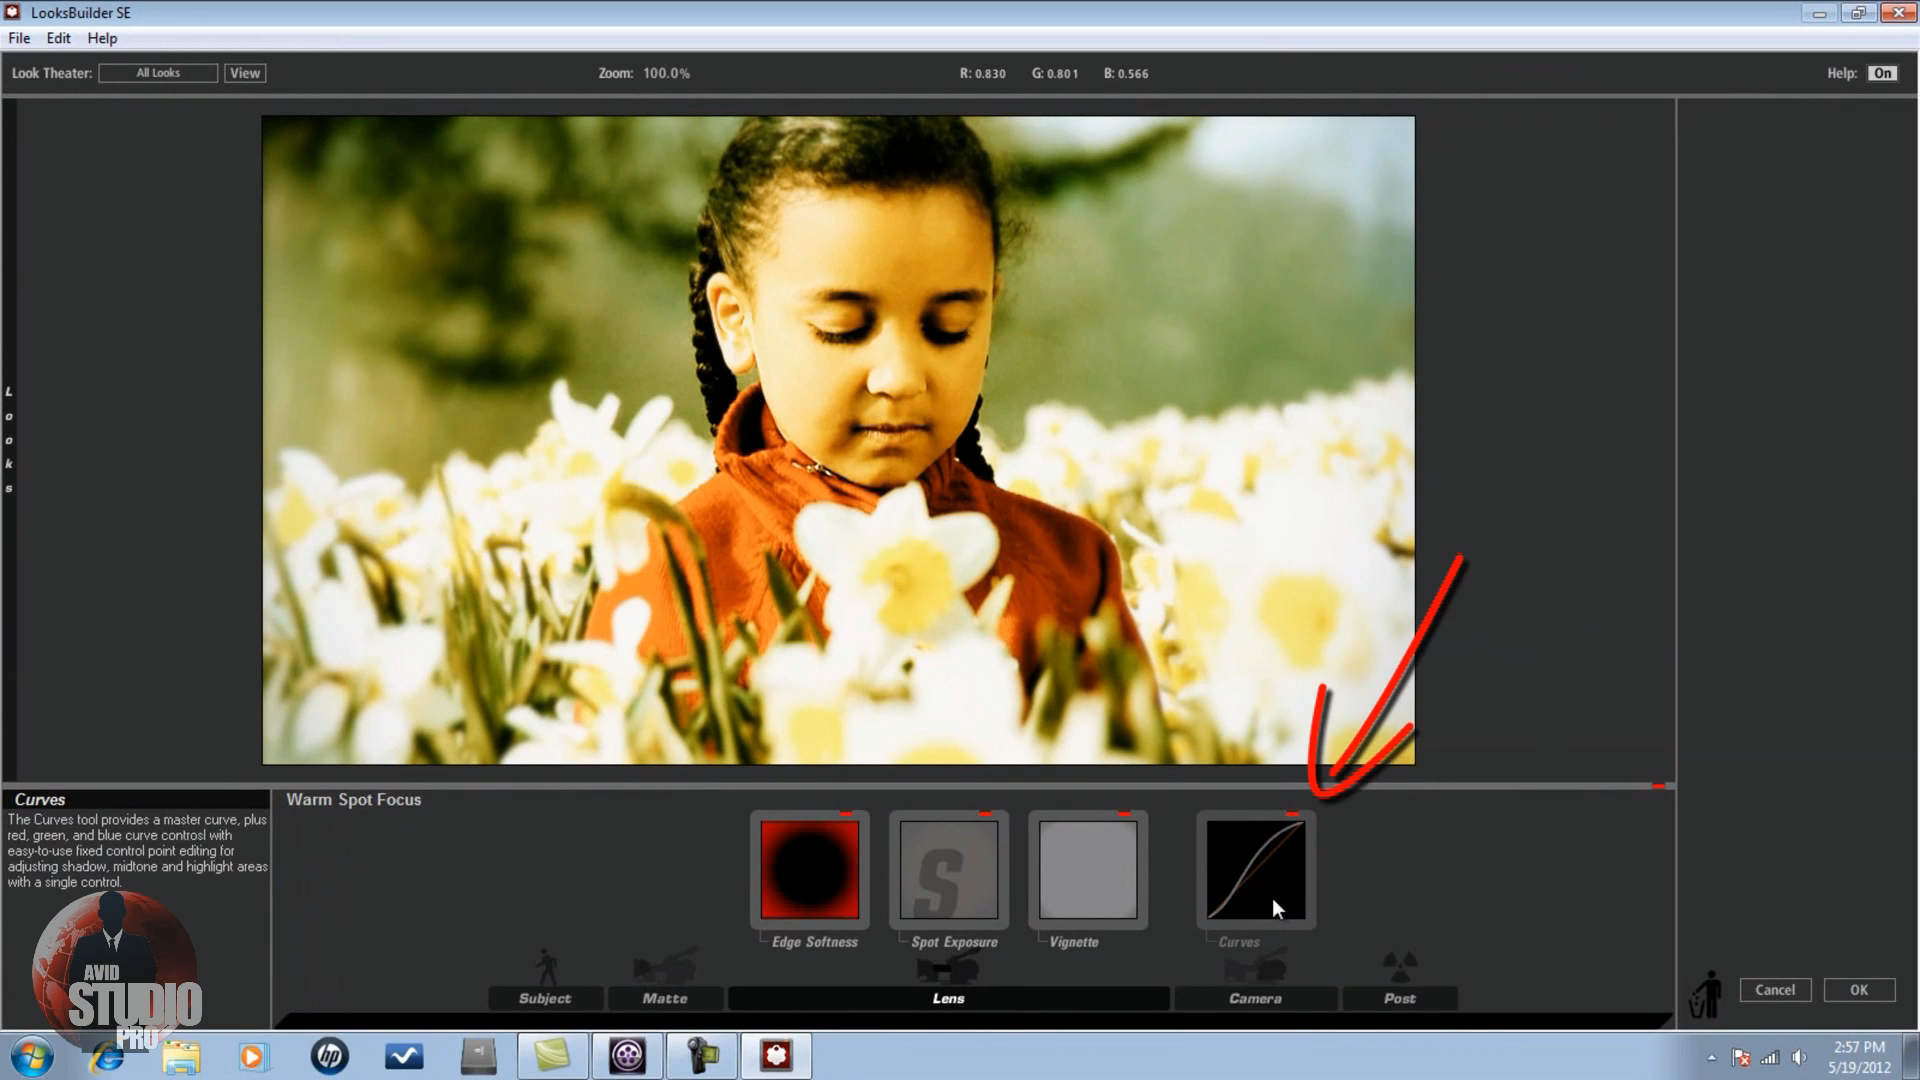 LooksBuilder SE
File Edit Help
Look Theater: All Looks View
Zoom: 100.0%
R: 0.830 G: 0.801 B: 0.566
Help: On
Looks
Curves
The Curves tool provides a master curve, plus
red, green, and blue curve controsl with
easy-to-use fixed control point editing for
adjusting shadow, midtone and highlight areas
with a single control.
Warm Spot Focus
S
Edge Softness Spot Exposure Vignette Curves
Subject Matte Lens Camera Post
Cancel OK
AVID
STUDIO
PRO
hp
2:57 PM
5/19/2012